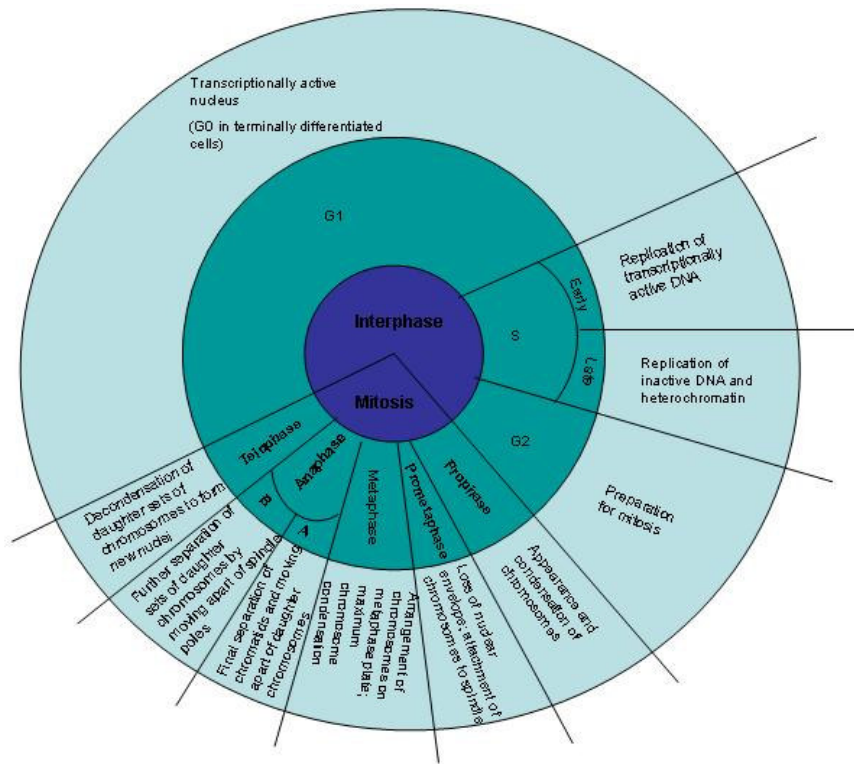 Transcriptionally active
nucleus
(G0 in terminally differentiated
cells)
G1
Interphase
Mitosis
Early
S
Late
Replication of
transcriptionally
active DNA
Replication of
inactive DNA and
heterochromatin
G2
Preparation
for mitosis
Prophase
Appearance and
condensation of
chromosomes
Prometaphase
Loss of nuclear
envelope; attachment of
chromosomes to spindle
Metaphase
Arrangement of
chromosomes on
metaphase plate;
maximum
chromosome
condensation
Anaphase
A
Final separation of
chromatids and moving
apart of daughter
chromosomes
B
Further separation of
sets of daughter
chromosomes by
moving apart of spindle
poles
Telophase
Decondensation of
daughter sets of
chromosomes to form
new nuclei